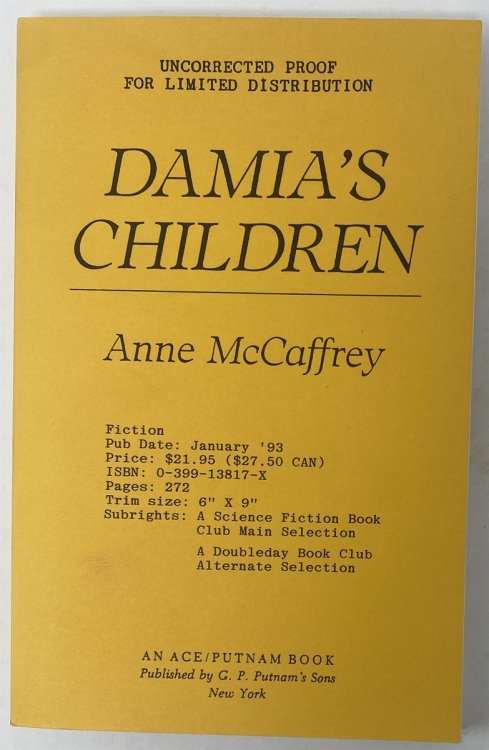 UNCORRECTED PROOF
FOR LIMITED DISTRIBUTION
DAMIA'S
CHILDREN
Anne McCaffrey
Fiction
Pub Date: January '93
Price: $21.95 ($27.50 CAN)
ISBN: 0-399-13817-X
Pages: 272
Trim size: 6" X 9"
Subrights: A Science Fiction Book
Club Main Selection
A Doubleday Book Club
Alternate Selection
AN ACE/PUTNAM BOOK
Published by G. P. Putnam's Sons
New York